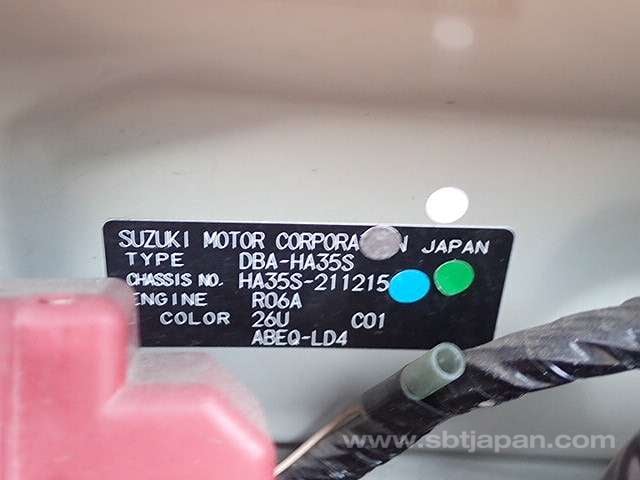 SUZUKI MOTOR CORPORATION JAPAN
TYPE DBA-HA35S
CHASSIS NO. HA35S-211215
ENGINE R06A
COLOR 26U C01
ABEQ-LD4
www.sbtjapan.com